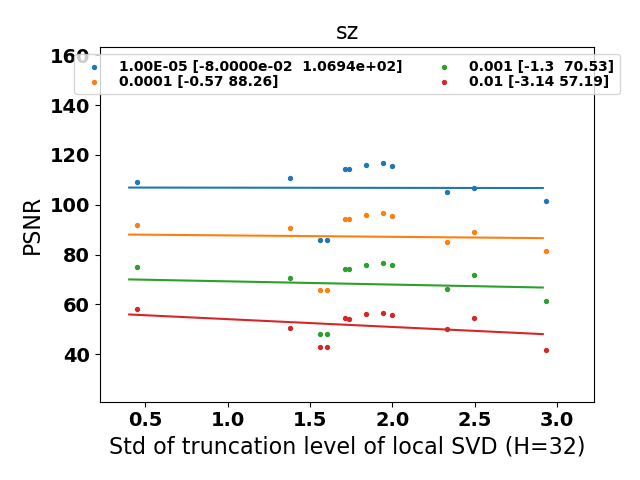 sz
1.00E-05 [-8.0000e-02  1.0694e+02]
0.0001 [-0.57 88.26]
0.001 [-1.3  70.53]
0.01 [-3.14 57.19]
PSNR
160
140
120
100
80
60
40
0.5 1.0 1.5 2.0 2.5 3.0
Std of truncation level of local SVD (H=32)